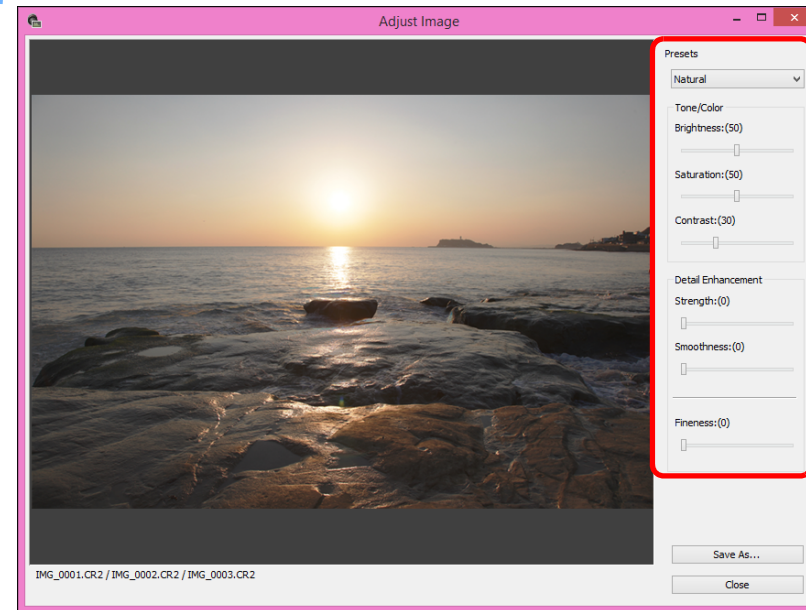 Adjust Image
Presets
Natural
Tone/Color
Brightness:(50)
Saturation:(50)
Contrast:(30)
Detail Enhancement
Strength:(0)
Smoothness:(0)
Fineness:(0)
Save As...
IMG_0001.CR2 / IMG_0002.CR2 / IMG_0003.CR2
Close